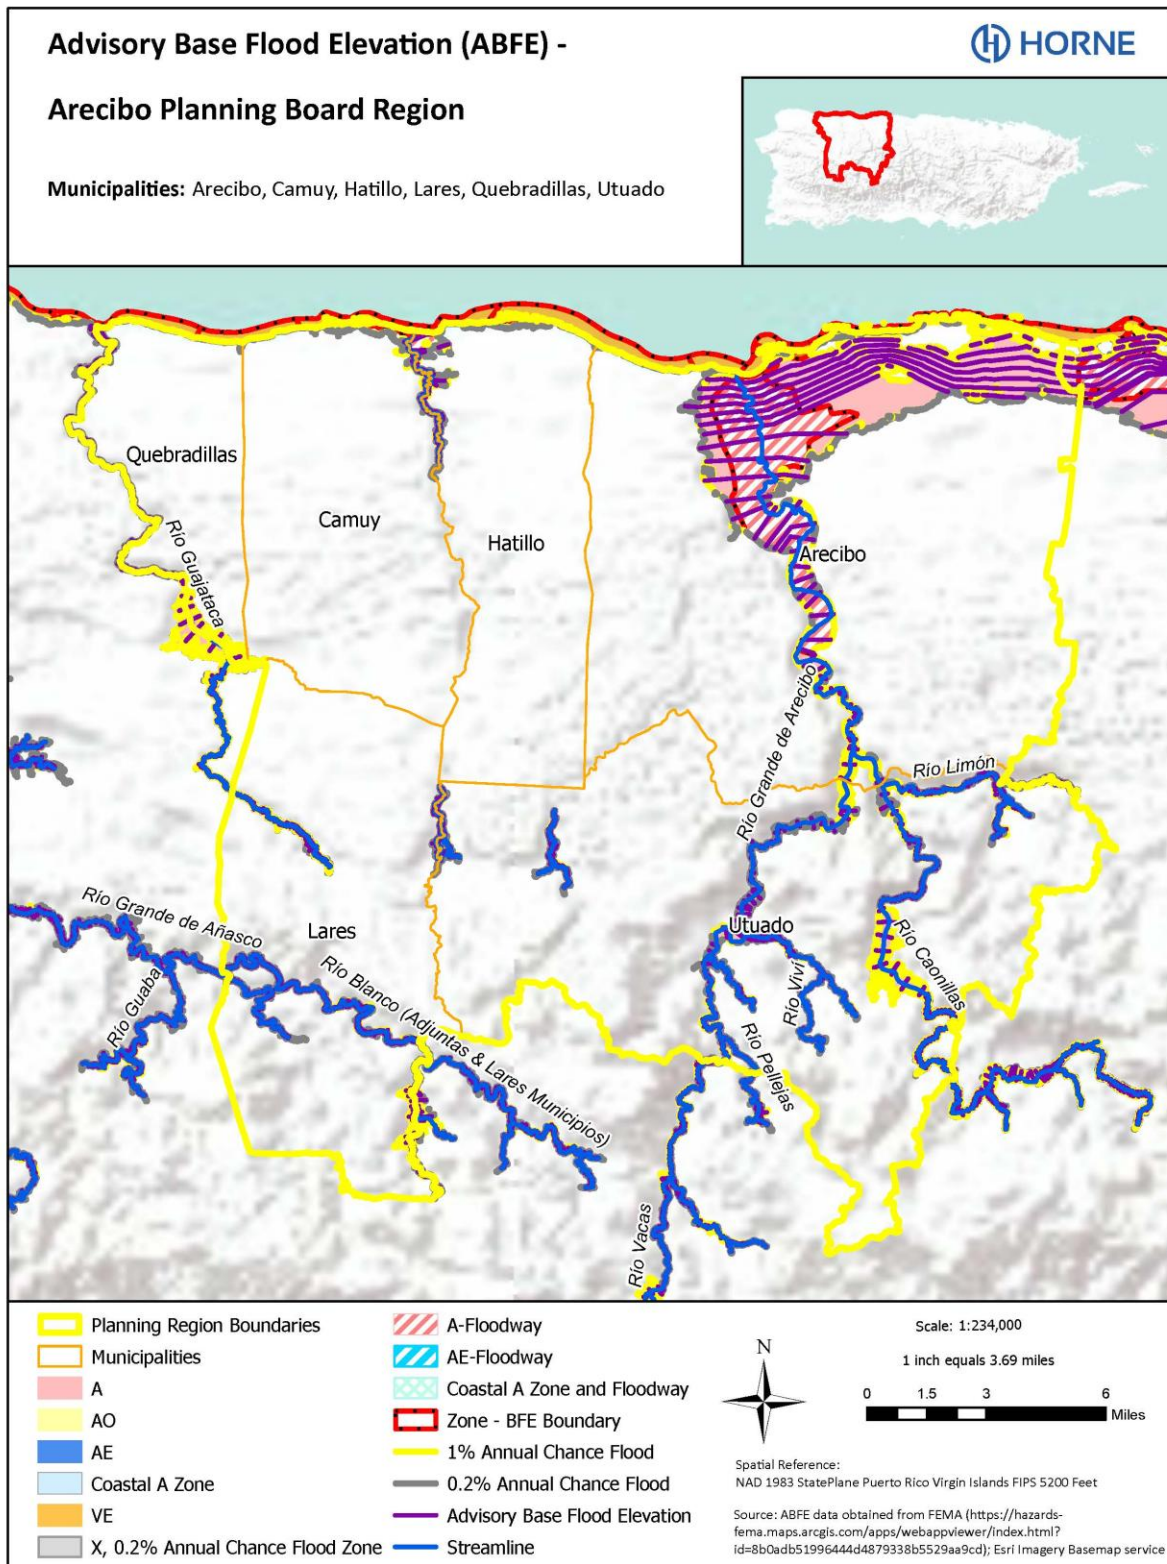 Advisory Base Flood Elevation (ABFE) -
HORNE
Arecibo Planning Board Region
Municipalities: Arecibo, Camuy, Hatillo, Lares, Quebradillas, Utuado
Quebradillas
Camuy
Hatillo
Río Guajataca
Arecibo
Río Grande de Arecibo
Río Limón
Río Grande de Añasco
Lares
Utuado
Río Caonillas
Río Guaba
Río Blanco (Adjuntas & Lares Municipios)
Río Viví
Río Pellejas
Río Vacas
Planning Region Boundaries
Municipalities
A
AO
AE
Coastal A Zone
VE
X, 0.2% Annual Chance Flood Zone
A-Floodway
AE-Floodway
Coastal A Zone and Floodway
Zone - BFE Boundary
1% Annual Chance Flood
0.2% Annual Chance Flood
Advisory Base Flood Elevation
Streamline
N
Scale: 1:234,000
1 inch equals 3.69 miles
0 1.5 3 6
Miles
Spatial Reference:
NAD 1983 StatePlane Puerto Rico Virgin Islands FIPS 5200 Feet
Source: ABFE data obtained from FEMA (https://hazards-
fema.maps.arcgis.com/apps/webappviewer/index.html?
id=8b0adb51996444d4879338b5529aa9cd); Esri Imagery Basemap service